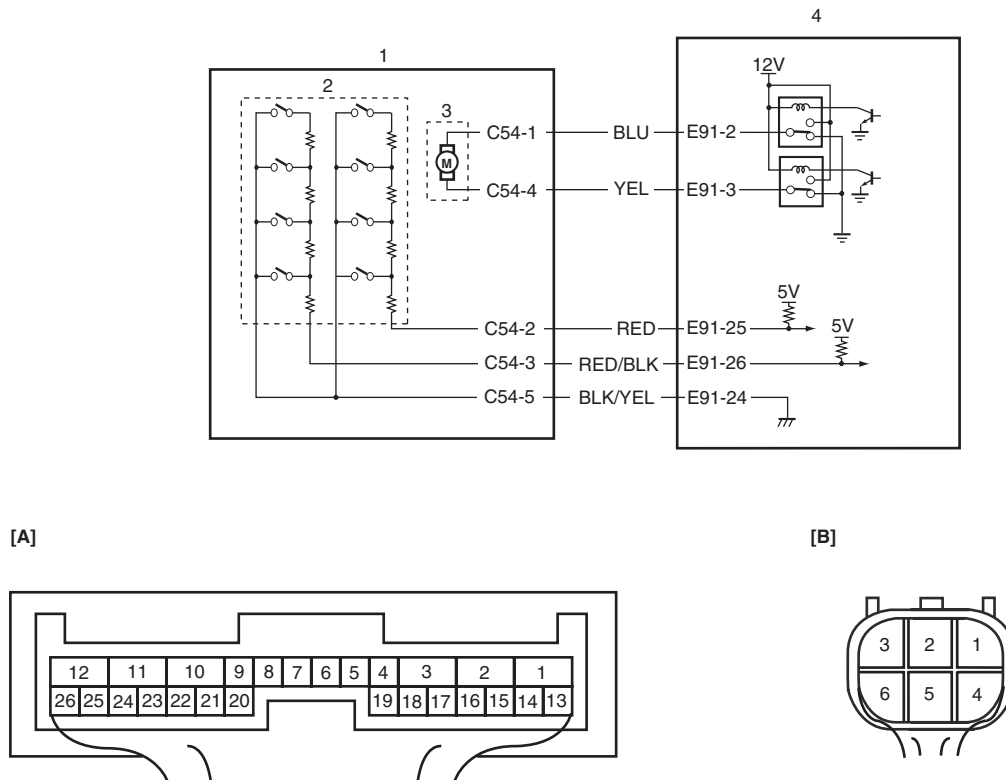 4
1
12V
2
3
M
C54-1 BLU E91-2
C54-4 YEL E91-3
5V
C54-2 RED E91-25
5V
C54-3 RED/BLK E91-26
C54-5 BLK/YEL E91-24
[A] [B]
12 11 10 9 8 7 6 5 4 3 2 1
26 25 24 23 22 21 20 19 18 17 16 15 14 13
3 2 1
6 5 4